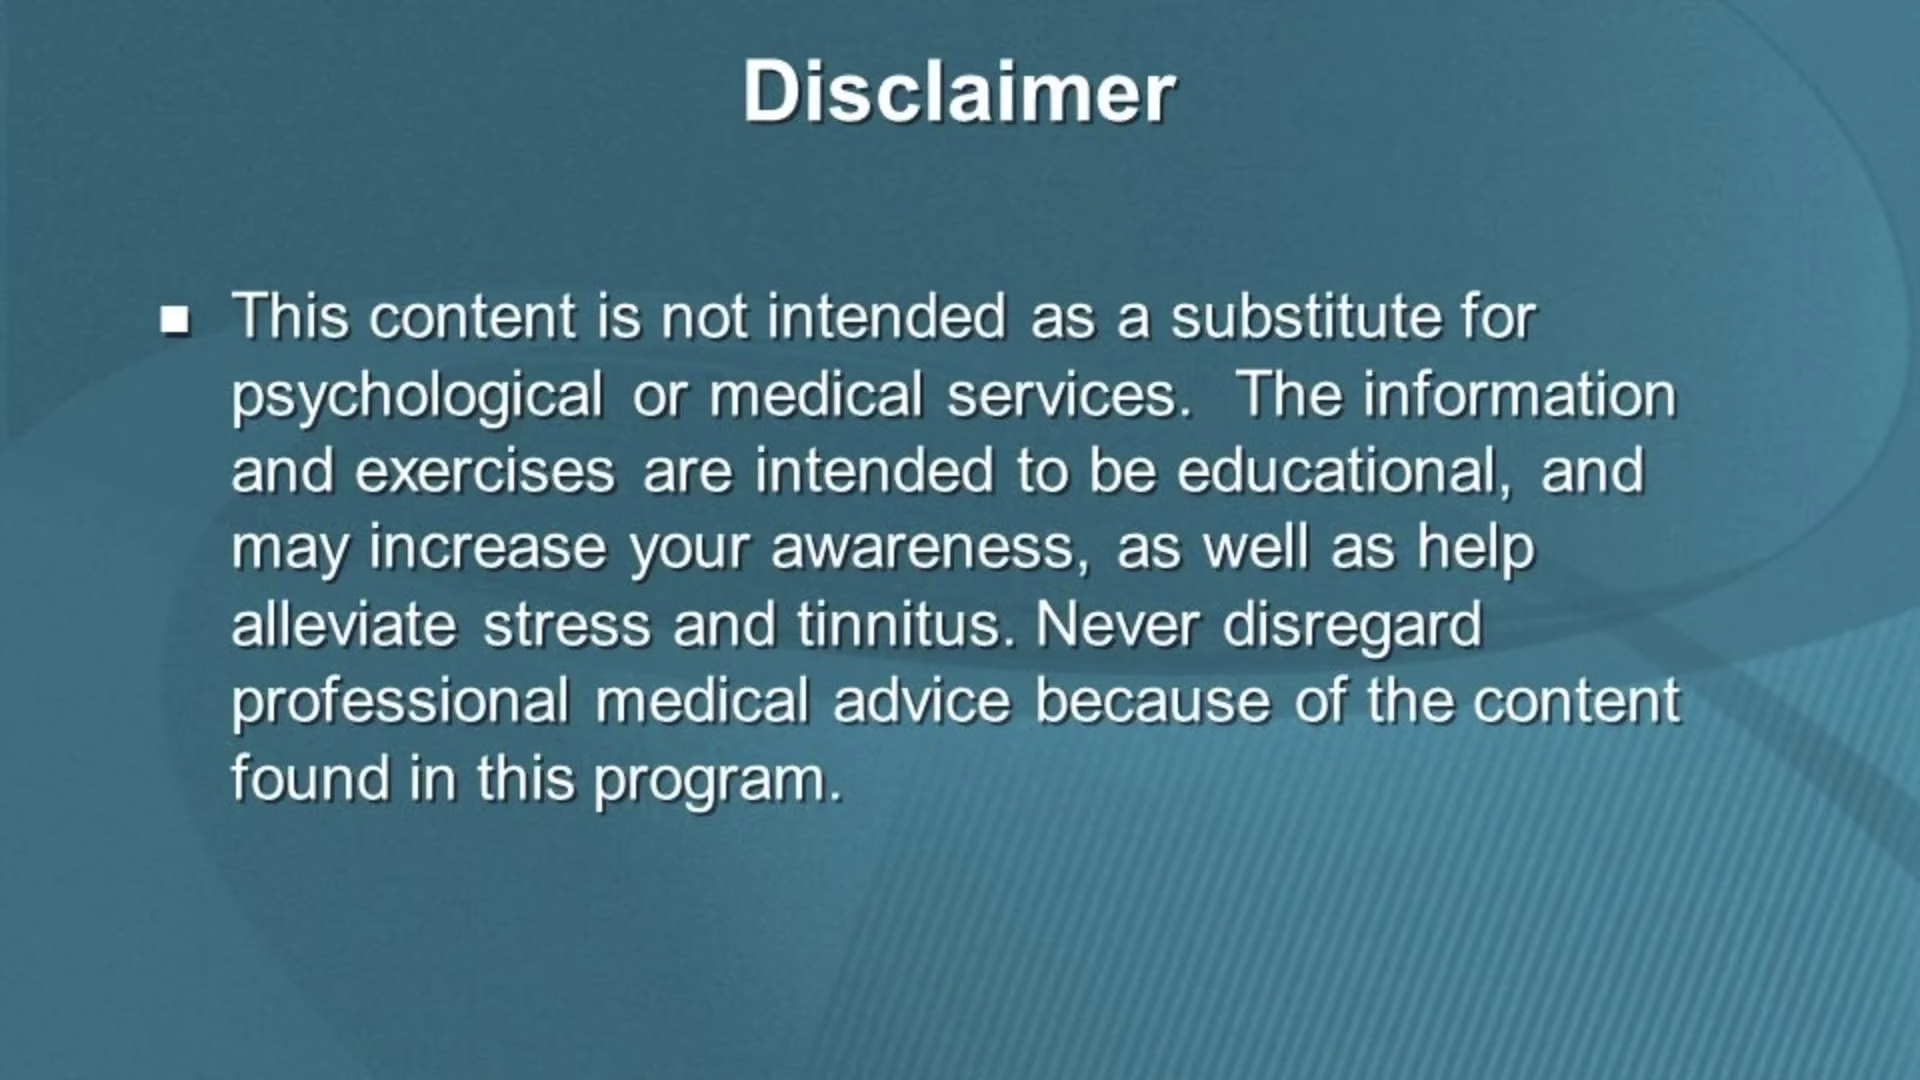 Disclaimer
■ This content is not intended as a substitute for
psychological or medical services. The information
and exercises are intended to be educational, and
may increase your awareness, as well as help
alleviate stress and tinnitus. Never disregard
professional medical advice because of the content
found in this program.